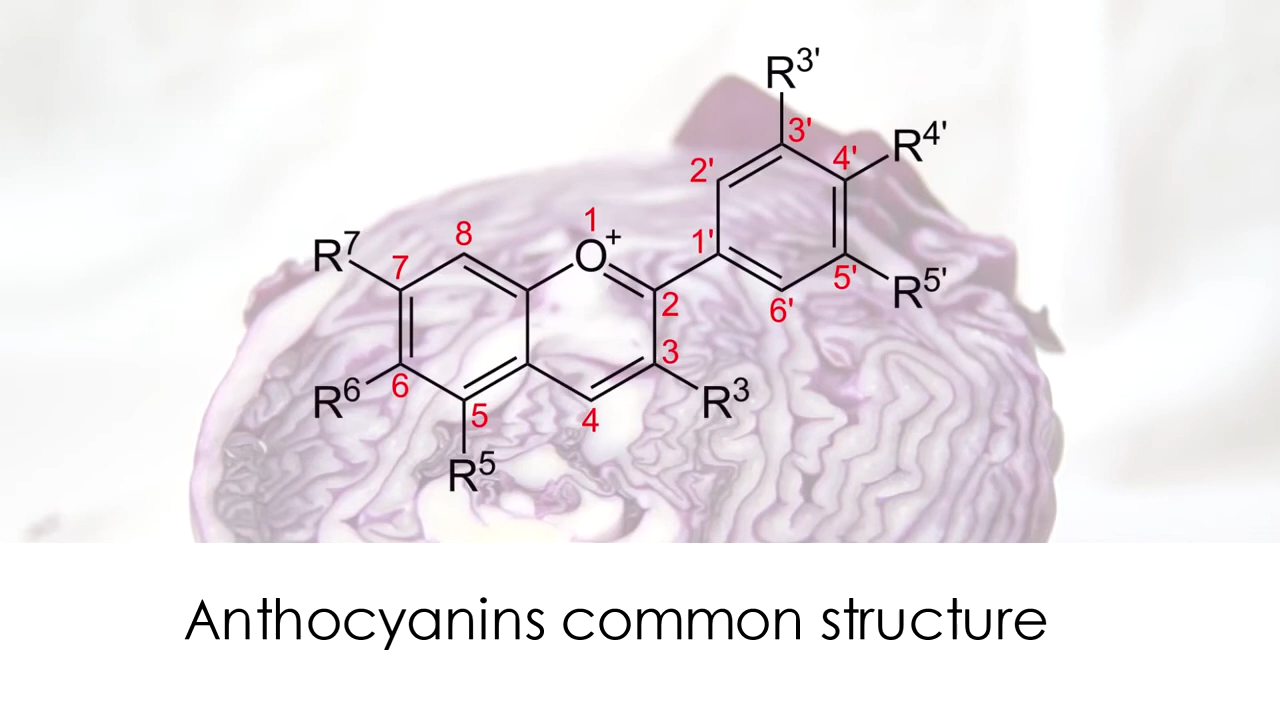 R3'
3'
R4'
4'
2'
1
O+
1'
R7
8
7
5'
R5'
2
6'
3
R6
6
R3
5
4
R5
Anthocyanins common structure